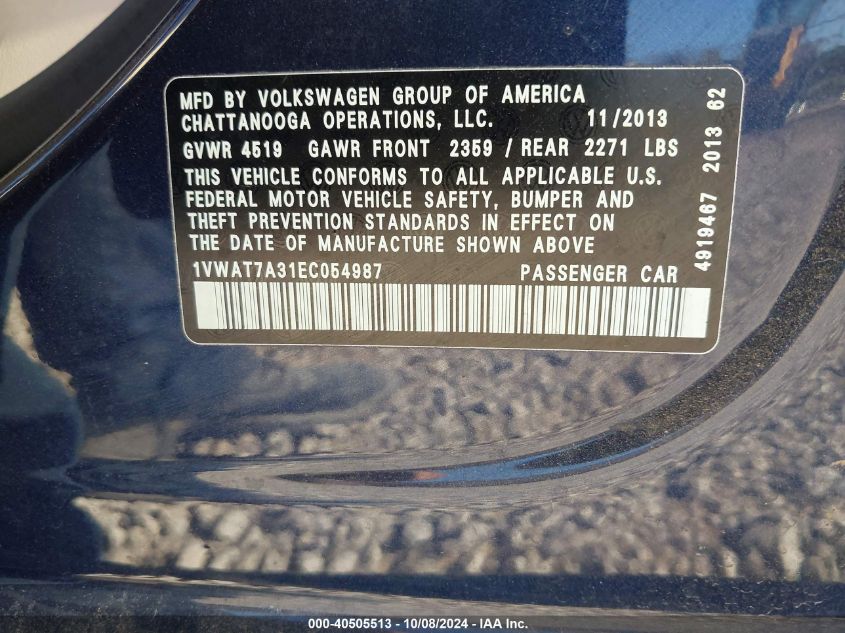 MFD BY VOLKSWAGEN GROUP OF AMERICA
CHATTANOOGA OPERATIONS, LLC. 11/2013
GVWR 4519 GAWR FRONT 2359 / REAR 2271 LBS
THIS VEHICLE CONFORMS TO ALL APPLICABLE U.S.
FEDERAL MOTOR VEHICLE SAFETY, BUMPER AND
THEFT PREVENTION STANDARDS IN EFFECT ON
THE DATE OF MANUFACTURE SHOWN ABOVE
1VWAT7A31EC054987 PASSENGER CAR
4919467 2013 62
000-40505513 - 10/08/2024 - © IAA Inc.